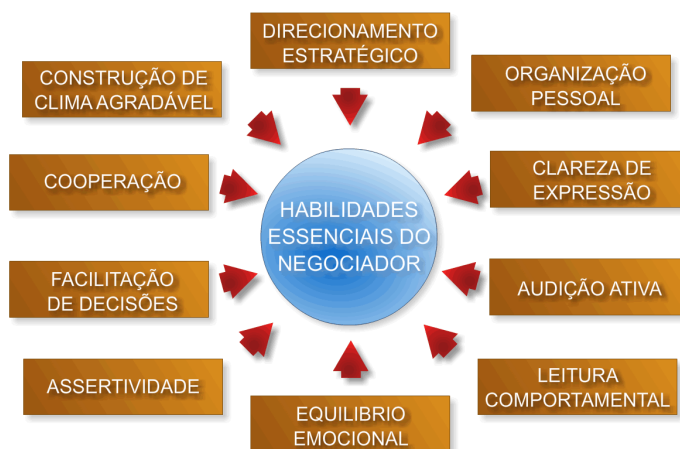 DIRECIONAMENTO
ESTRATÉGICO
ORGANIZAÇÃO
PESSOAL
CLAREZA DE
EXPRESSÃO
AUDIÇÃO ATIVA
LEITURA
COMPORTAMENTAL
EQUILIBRIO
EMOCIONAL
ASSERTIVIDADE
FACILITAÇÃO
DE DECISÕES
COOPERAÇÃO
CONSTRUÇÃO DE
CLIMA AGRADÁVEL
HABILIDADES
ESSENCIAIS DO
NEGOCIADOR